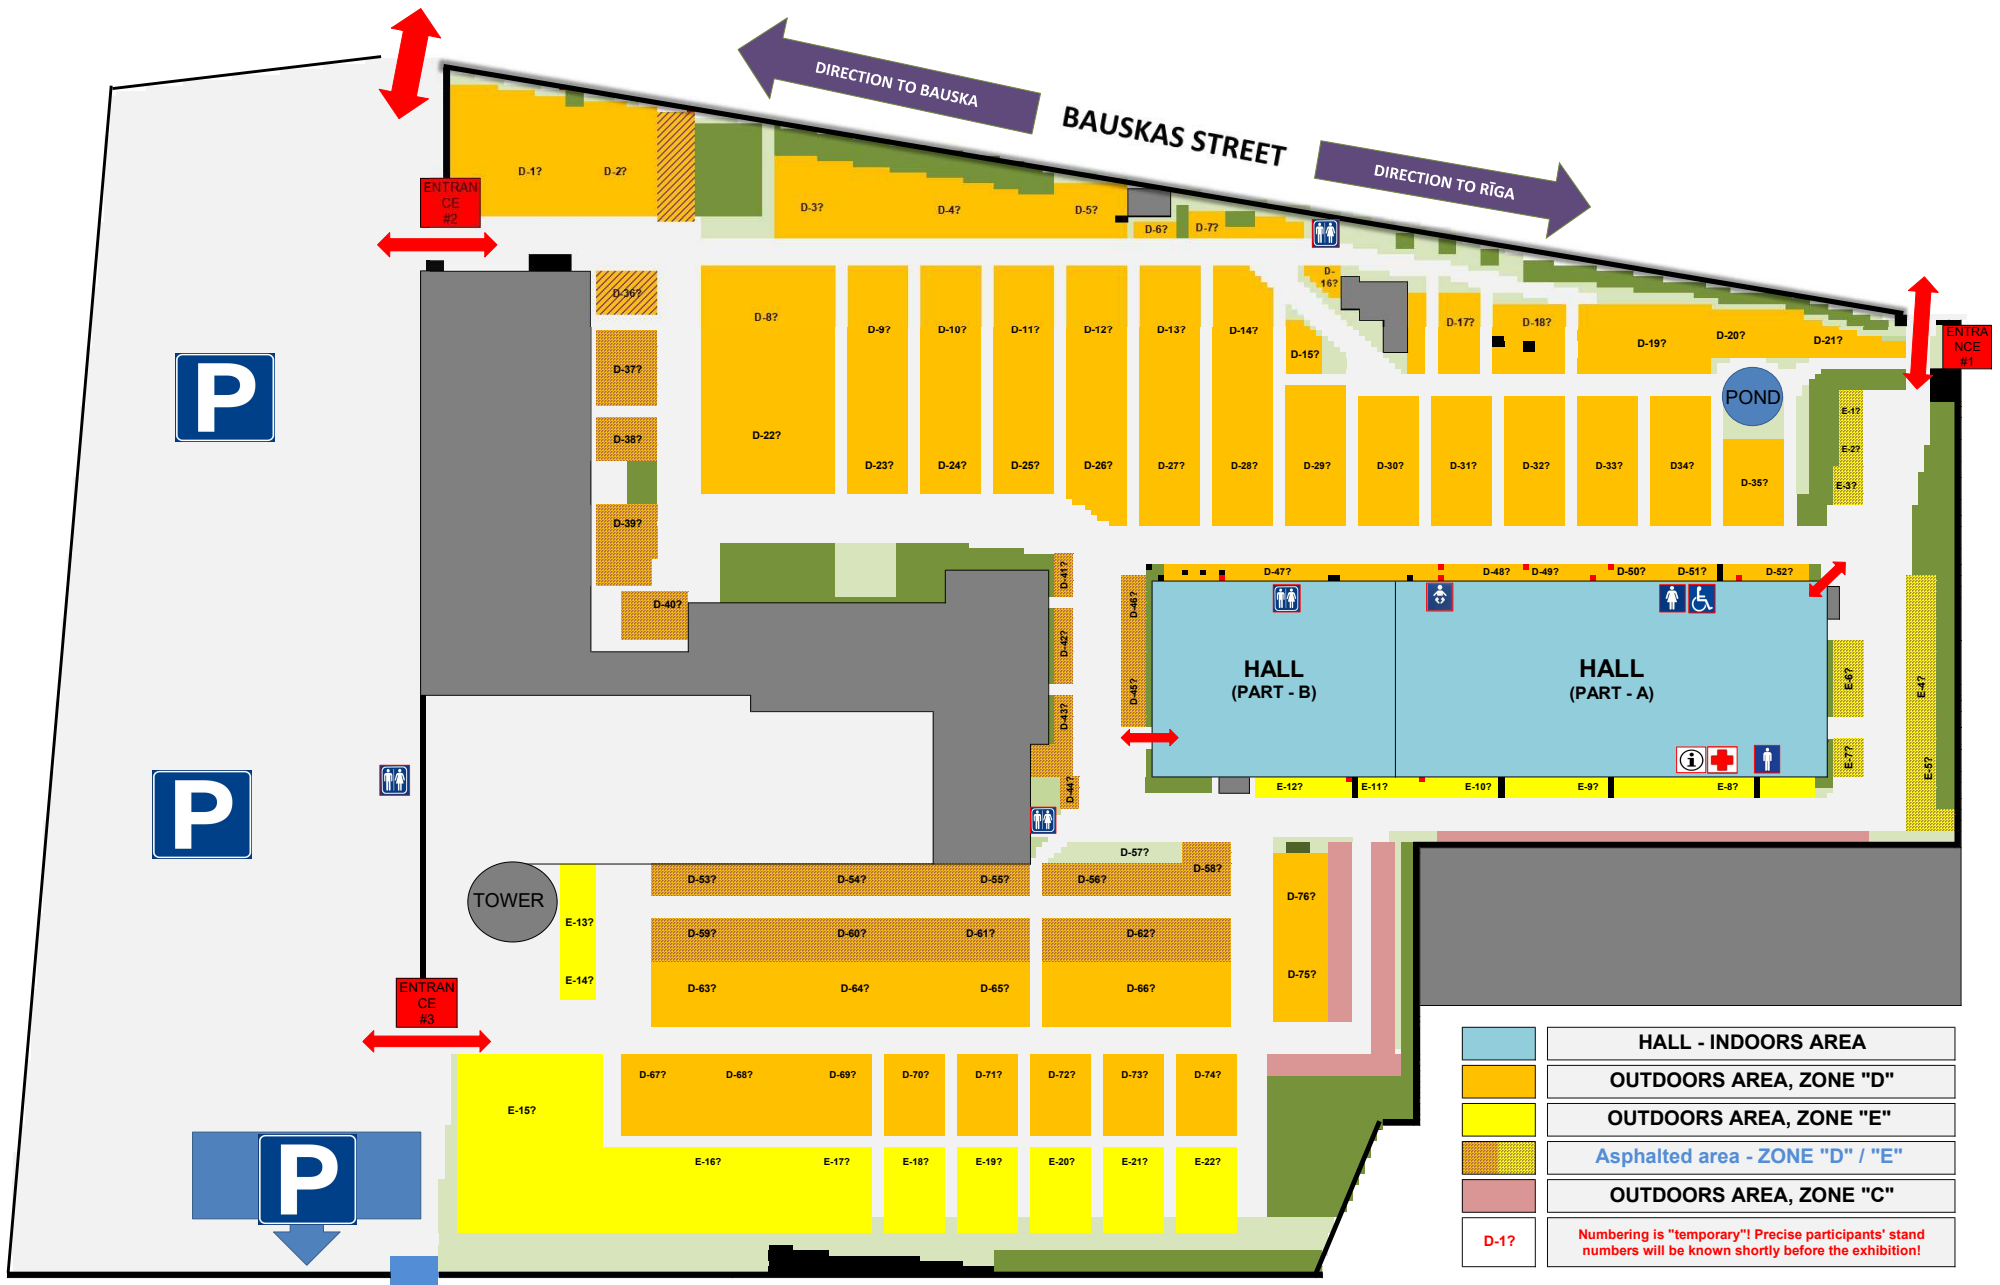 DIRECTION TO BAUSKA
BAUSKAS STREET
DIRECTION TO RĪGA
ENTRAN
CE
#2
D-1?
D-2?
D-3?
D-4?
D-5?
D-6?
D-7?
D-36?
D-8?
D-9?
D-10?
D-11?
D-12?
D-13?
D-14?
D-15?
D-
16?
D-17?
D-18?
D-19?
D-20?
D-21?
ENTRA
NCE
#1
P
D-37?
D-38?
D-39?
D-40?
D-22?
D-23?
D-24?
D-25?
D-26?
D-27?
D-28?
D-29?
D-30?
D-31?
D-32?
D-33?
D34?
D-35?
POND
E-1?
E-2?
E-3?
D-41?
D-42?
D-43?
D-44?
D-46?
D-45?
D-47?
D-48?
D-49?
D-50?
D-51?
D-52?
HALL
(PART - B)
HALL
(PART - A)
i
E-6?
E-7?
E-4?
E-5?
E-12?
E-11?
E-10?
E-9?
E-8?
P
TOWER
E-13?
E-14?
D-53?
D-54?
D-55?
D-56?
D-57?
D-58?
D-59?
D-60?
D-61?
D-62?
D-63?
D-64?
D-65?
D-66?
D-76?
D-75?
ENTRAN
CE
#3
D-67?
D-68?
D-69?
D-70?
D-71?
D-72?
D-73?
D-74?
E-15?
E-16?
E-17?
E-18?
E-19?
E-20?
E-21?
E-22?
P
HALL - INDOORS AREA
OUTDOORS AREA, ZONE "D"
OUTDOORS AREA, ZONE "E"
Asphalted area - ZONE "D" / "E"
OUTDOORS AREA, ZONE "C"
D-1?
Numbering is "temporary"! Precise participants' stand
numbers will be known shortly before the exhibition!